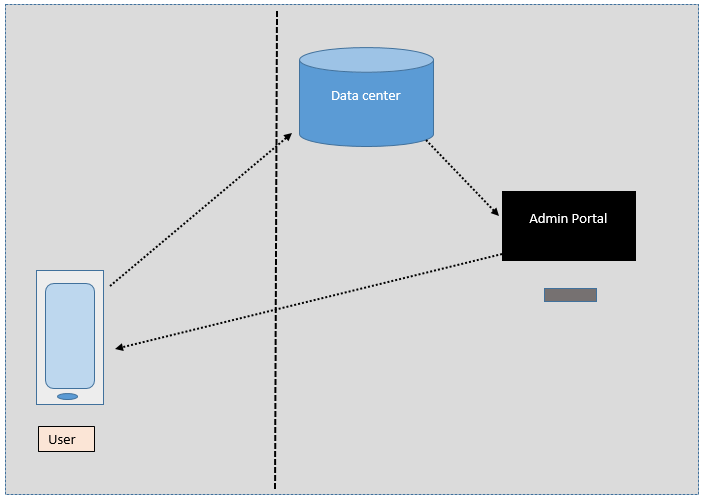 Data center
Admin Portal
User